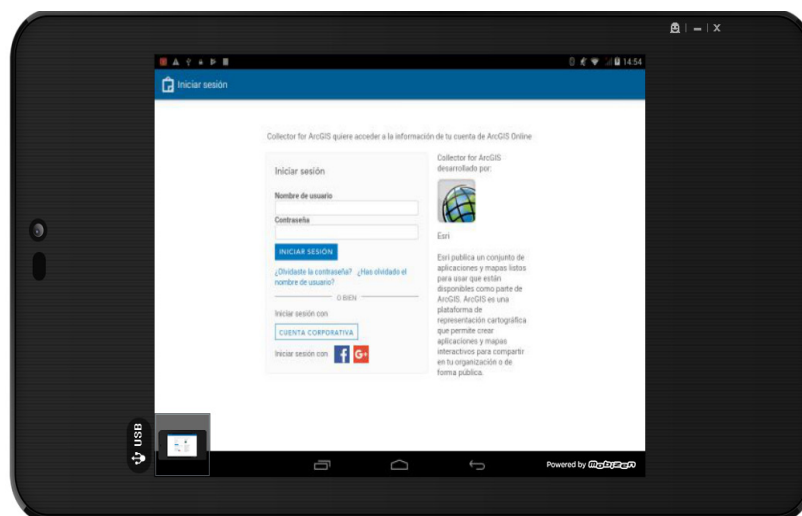 14:54
Iniciar sesión
Collector for ArcGIS quiere acceder a la información de tu cuenta de ArcGIS Online
Iniciar sesión
Nombre de usuario
Contraseña
INICIAR SESIÓN
¿Olvidaste la contraseña? ¿Has olvidado el
nombre de usuario?
O BIEN
Iniciar sesión con
CUENTA CORPORATIVA
Iniciar sesión con
f G+
Collector for ArcGIS
desarrollado por:
Esri
Esri publica un conjunto de
aplicaciones y mapas listos
para usar que están
disponibles como parte de
ArcGIS. ArcGIS es una
plataforma de
representación cartográfica
que permite crear
aplicaciones y mapas
interactivos para compartir
en tu organización o de
forma pública.
USB
Powered by Mobizen